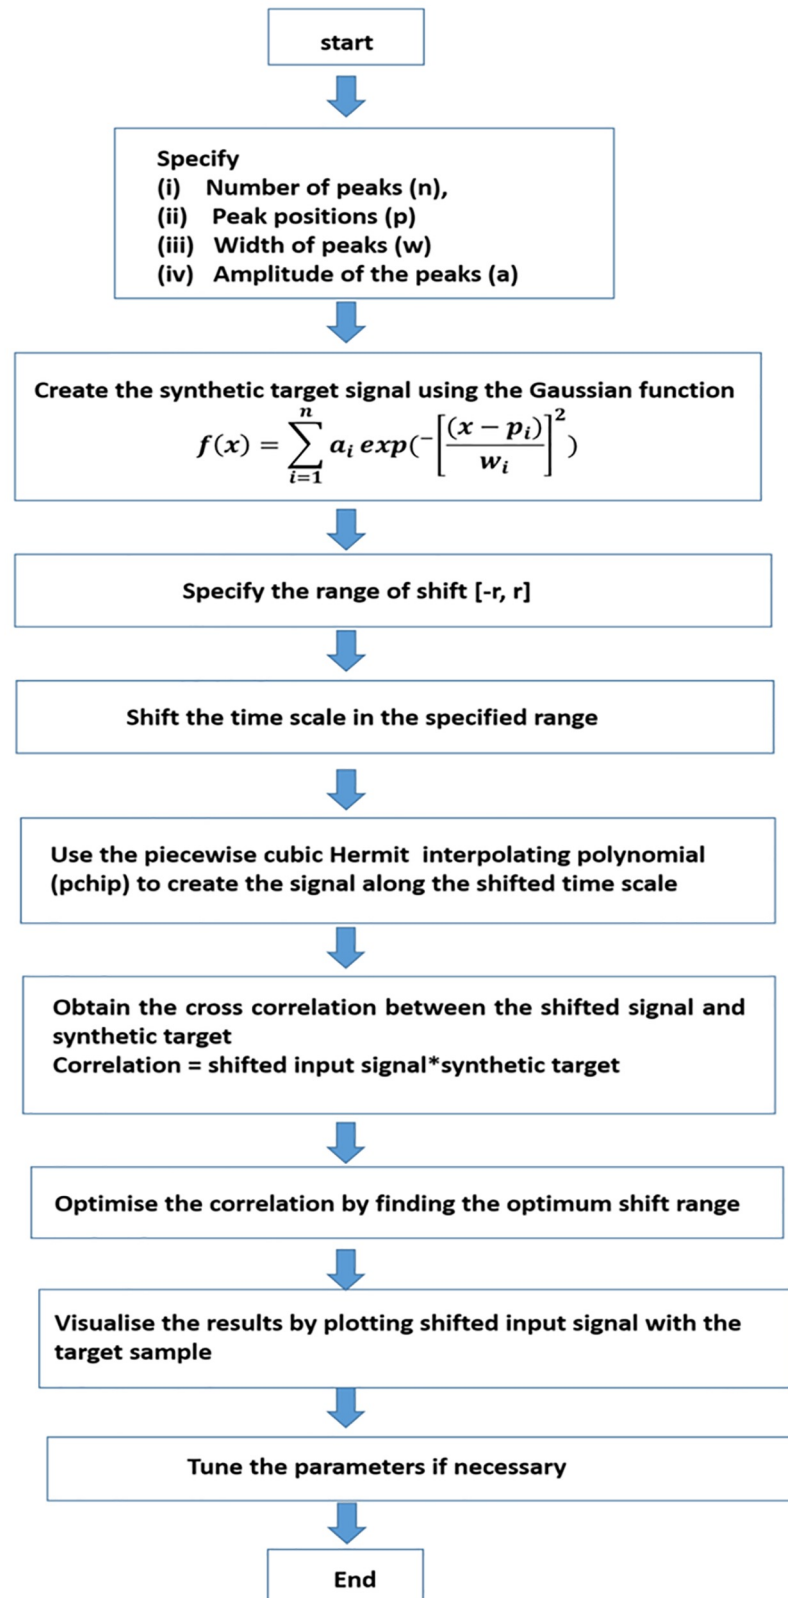 start
Specify
(i) Number of peaks (n),
(ii) Peak positions (p)
(iii) Width of peaks (w)
(iv) Amplitude of the peaks (a)
Create the synthetic target signal using the Gaussian function
f(x) = ∑_{i=1}^{n} a_i exp(-[(x - p_i)/w_i]^2)
Specify the range of shift [-r, r]
Shift the time scale in the specified range
Use the piecewise cubic Hermit interpolating polynomial
(pchip) to create the signal along the shifted time scale
Obtain the cross correlation between the shifted signal and
synthetic target
Correlation = shifted input signal*synthetic target
Optimise the correlation by finding the optimum shift range
Visualise the results by plotting shifted input signal with the
target sample
Tune the parameters if necessary
End